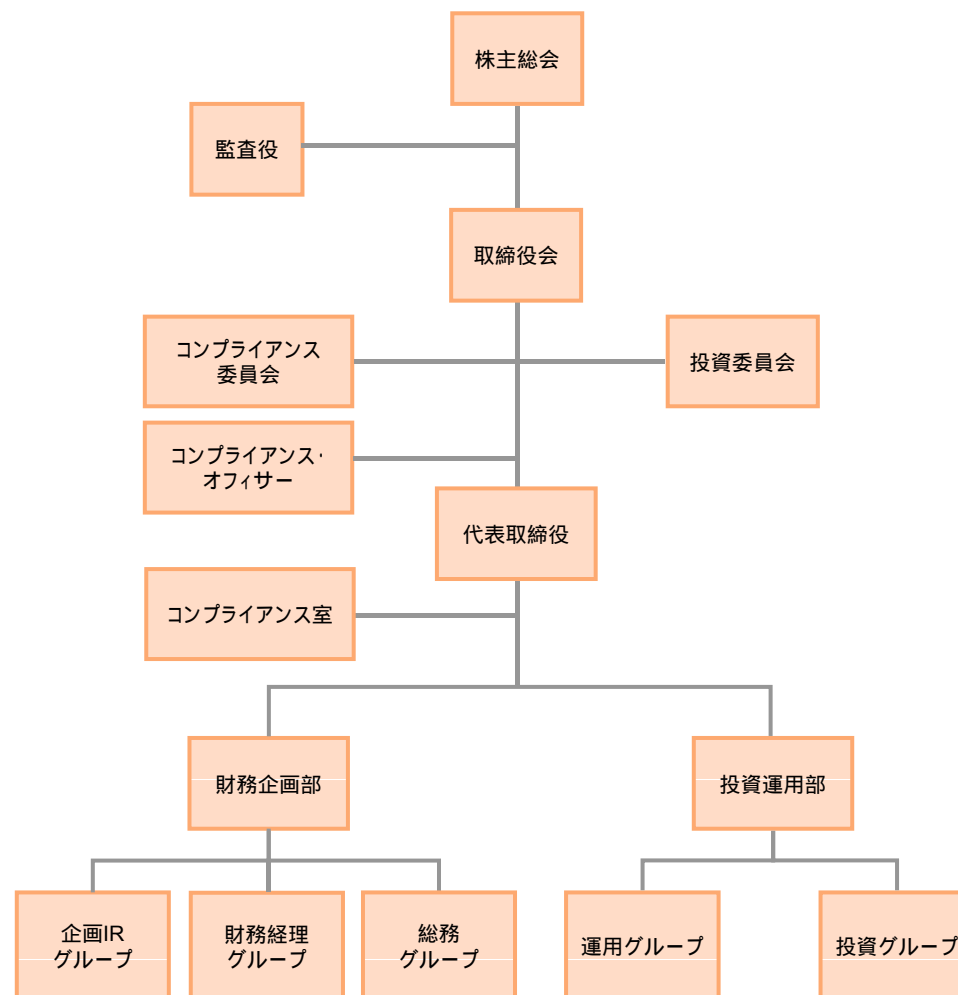 株主総会
監査役
取締役会
コンプライアンス
委員会
投資委員会
コンプライアンス・
オフィサー
代表取締役
コンプライアンス室
財務企画部
投資運用部
企画IR
グループ
財務経理
グループ
総務
グループ
運用グループ
投資グループ